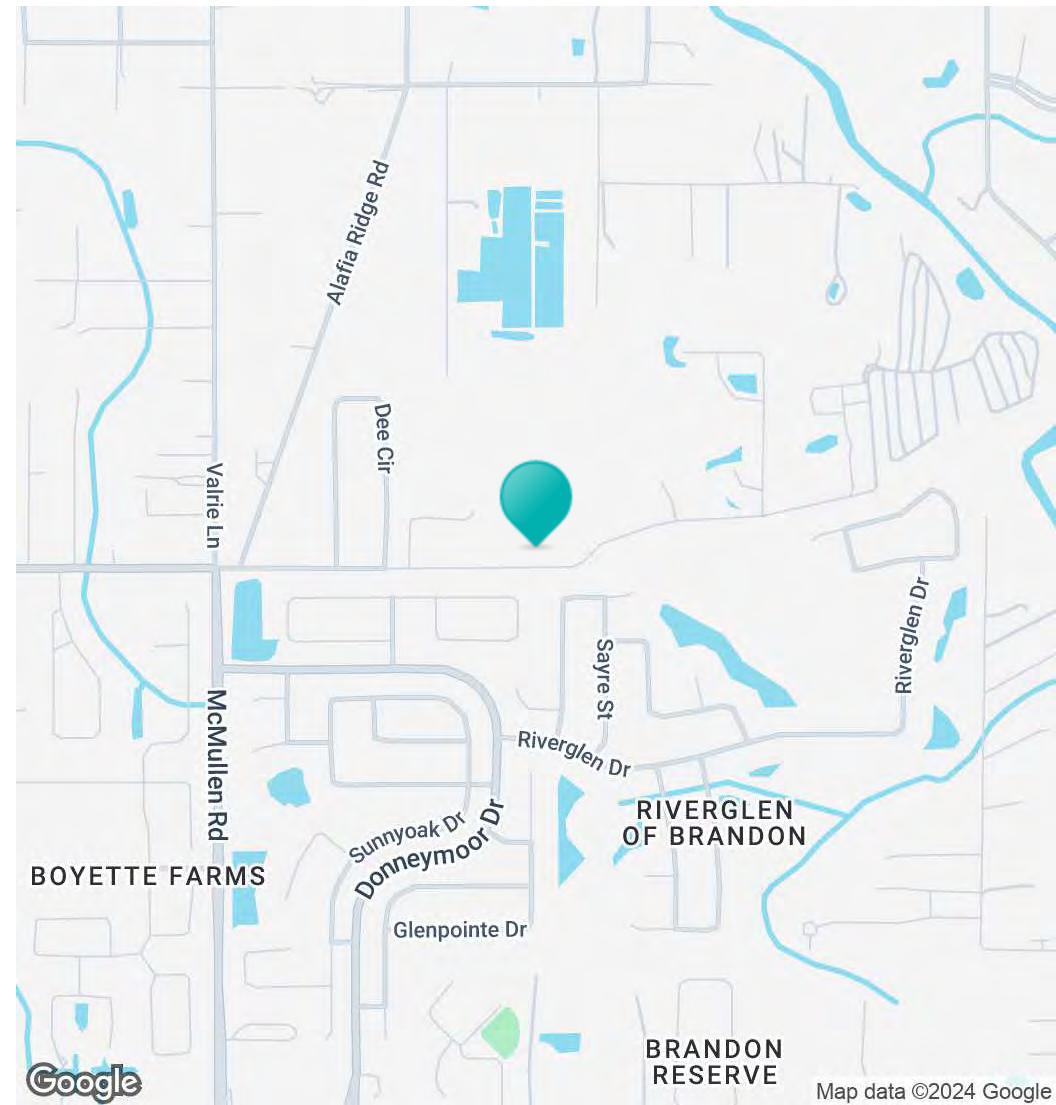 Alafia Ridge Rd
Dee Cir
Valrie Ln
Riverglen Dr
Sayre St
McMullen Rd
Riverglen Dr
RIVERGLEN
OF BRANDON
Sunnyoak Dr
Donneymoor Dr
BOYETTE FARMS
Glenpointe Dr
BRANDON
RESERVE
Google
Map data ©2024 Google